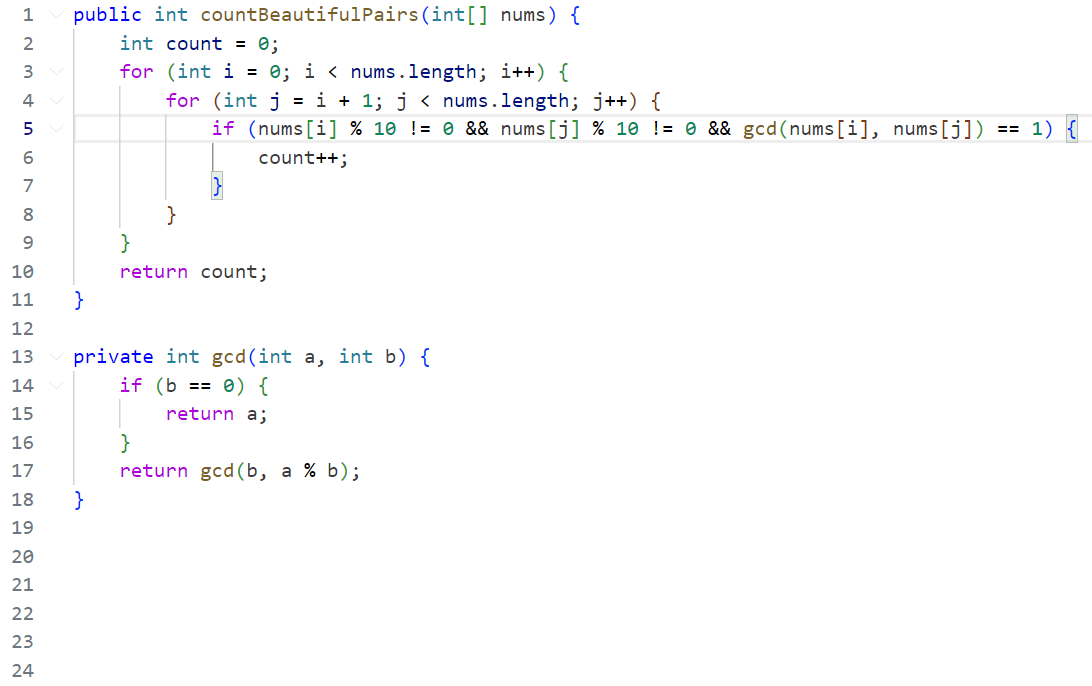 1 public int countBeautifulPairs(int[] nums) {
2     int count = 0;
3     for (int i = 0; i < nums.length; i++) {
4         for (int j = i + 1; j < nums.length; j++) {
5             if (nums[i] % 10 != 0 && nums[j] % 10 != 0 && gcd(nums[i], nums[j]) == 1) {
6                 count++;
7             }
8         }
9     }
10     return count;
11 }
12
13 private int gcd(int a, int b) {
14     if (b == 0) {
15         return a;
16     }
17     return gcd(b, a % b);
18 }
19
20
21
22
23
24